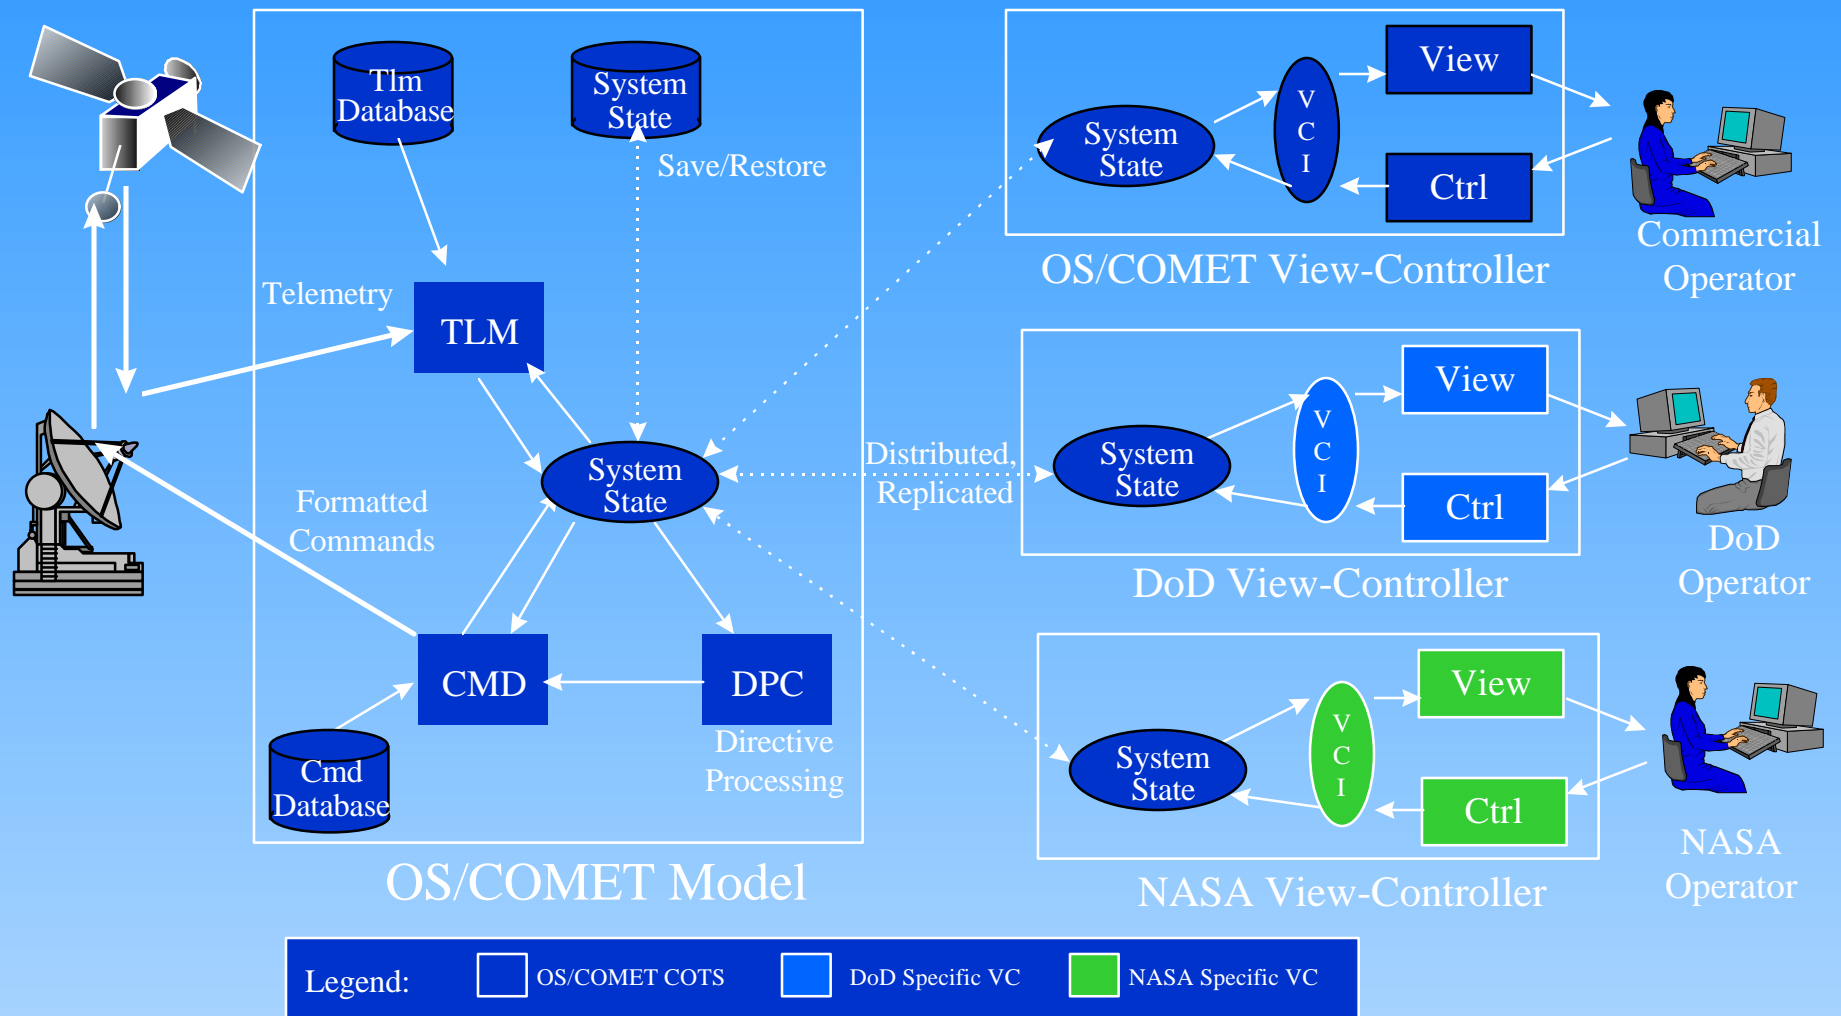 Tlm
Database
System
State
Save/Restore
Telemetry
TLM
System
State
Formatted
Commands
CMD
DPC
Directive
Processing
Cmd
Database
OS/COMET Model
Distributed,
Replicated
System
State
V
C
I
View
Ctrl
Commercial
Operator
OS/COMET View-Controller
System
State
V
C
I
View
Ctrl
DoD
Operator
DoD View-Controller
System
State
V
C
I
View
Ctrl
NASA
Operator
NASA View-Controller
Legend:
OS/COMET COTS
DoD Specific VC
NASA Specific VC